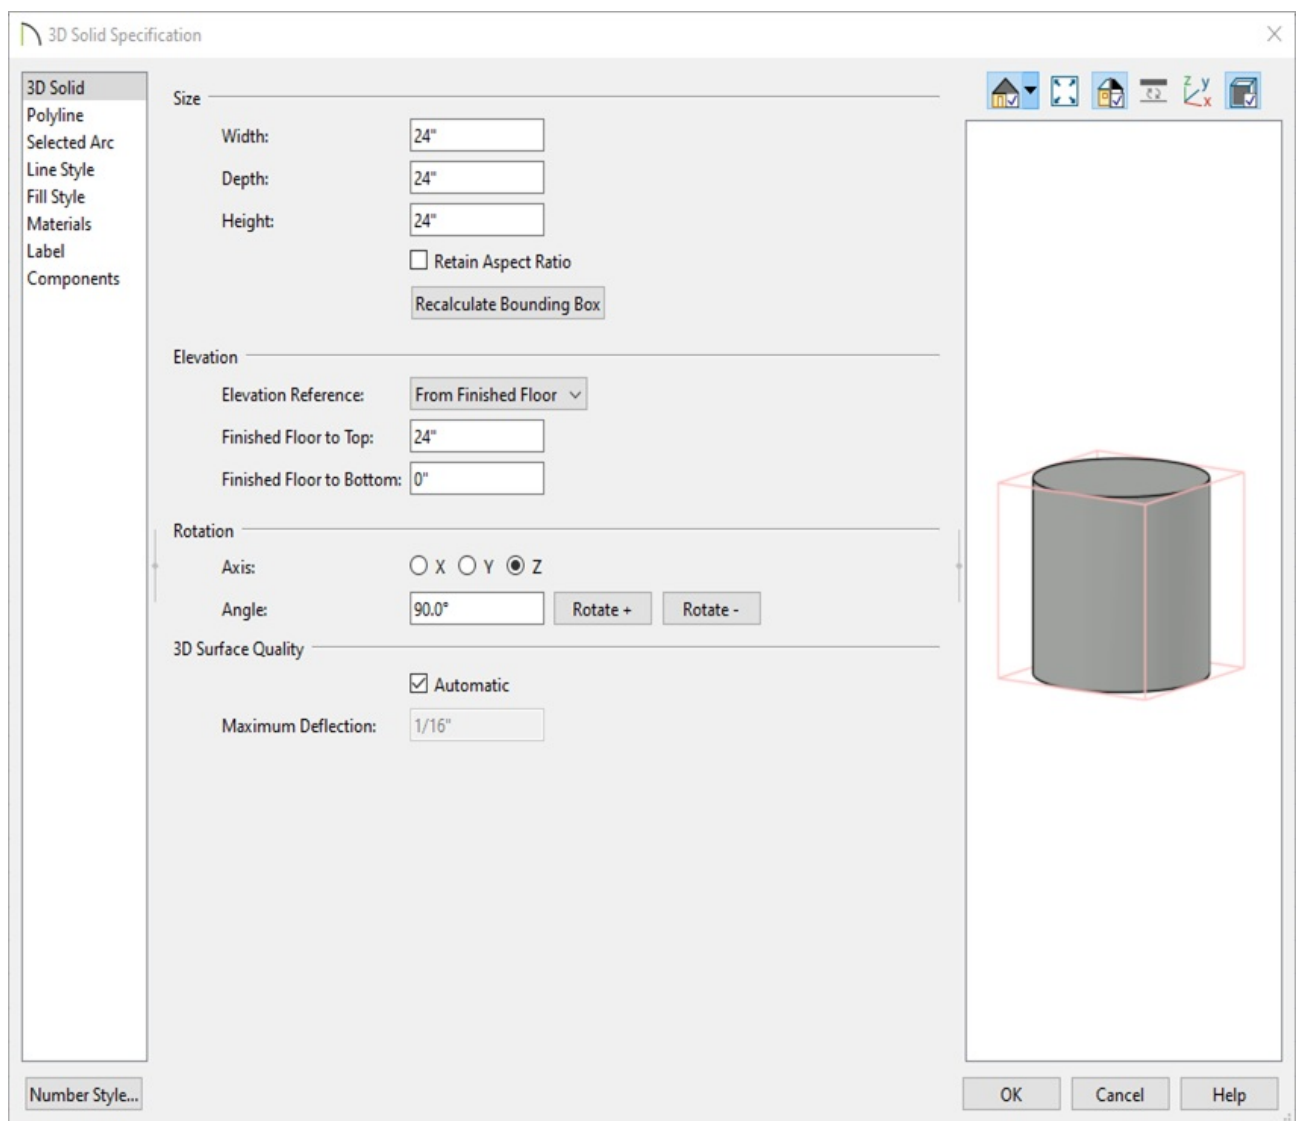 3D Solid Specification
3D Solid
Polyline
Selected Arc
Line Style
Fill Style
Materials
Label
Components
Size
Width: 24"
Depth: 24"
Height: 24"
Retain Aspect Ratio
Recalculate Bounding Box
Elevation
Elevation Reference: From Finished Floor
Finished Floor to Top: 24"
Finished Floor to Bottom: 0"
Rotation
Axis: X Y Z
Angle: 90.0° Rotate + Rotate -
3D Surface Quality
Automatic
Maximum Deflection: 1/16"
z y
x
Number Style... OK Cancel Help